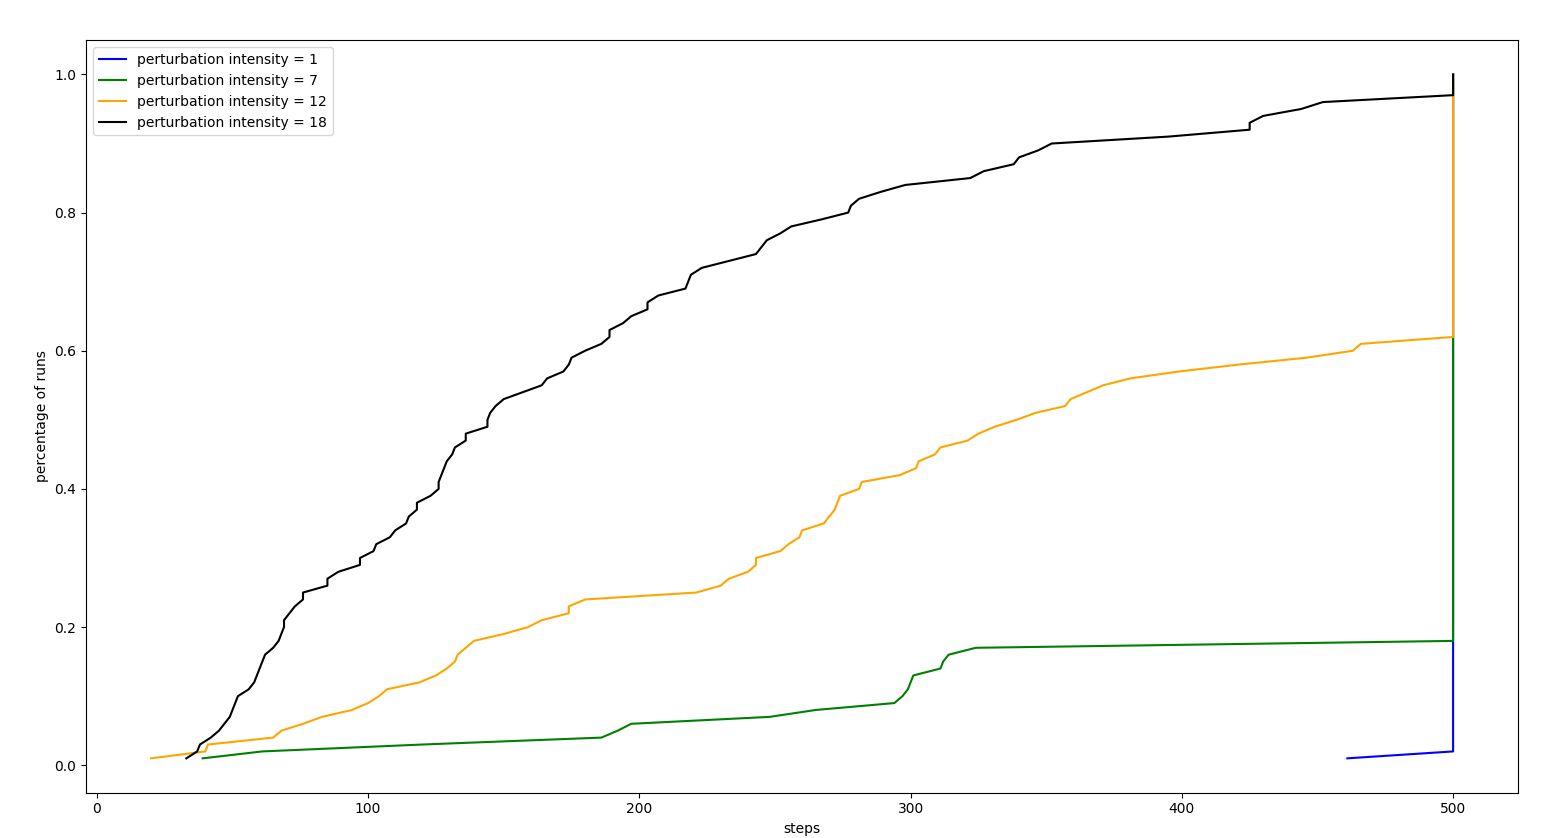 perturbation intensity = 1
perturbation intensity = 7
perturbation intensity = 12
perturbation intensity = 18
1.0
0.8
0.6
0.4
0.2
0.0
percentage of runs
0 100 200 300 400 500
steps